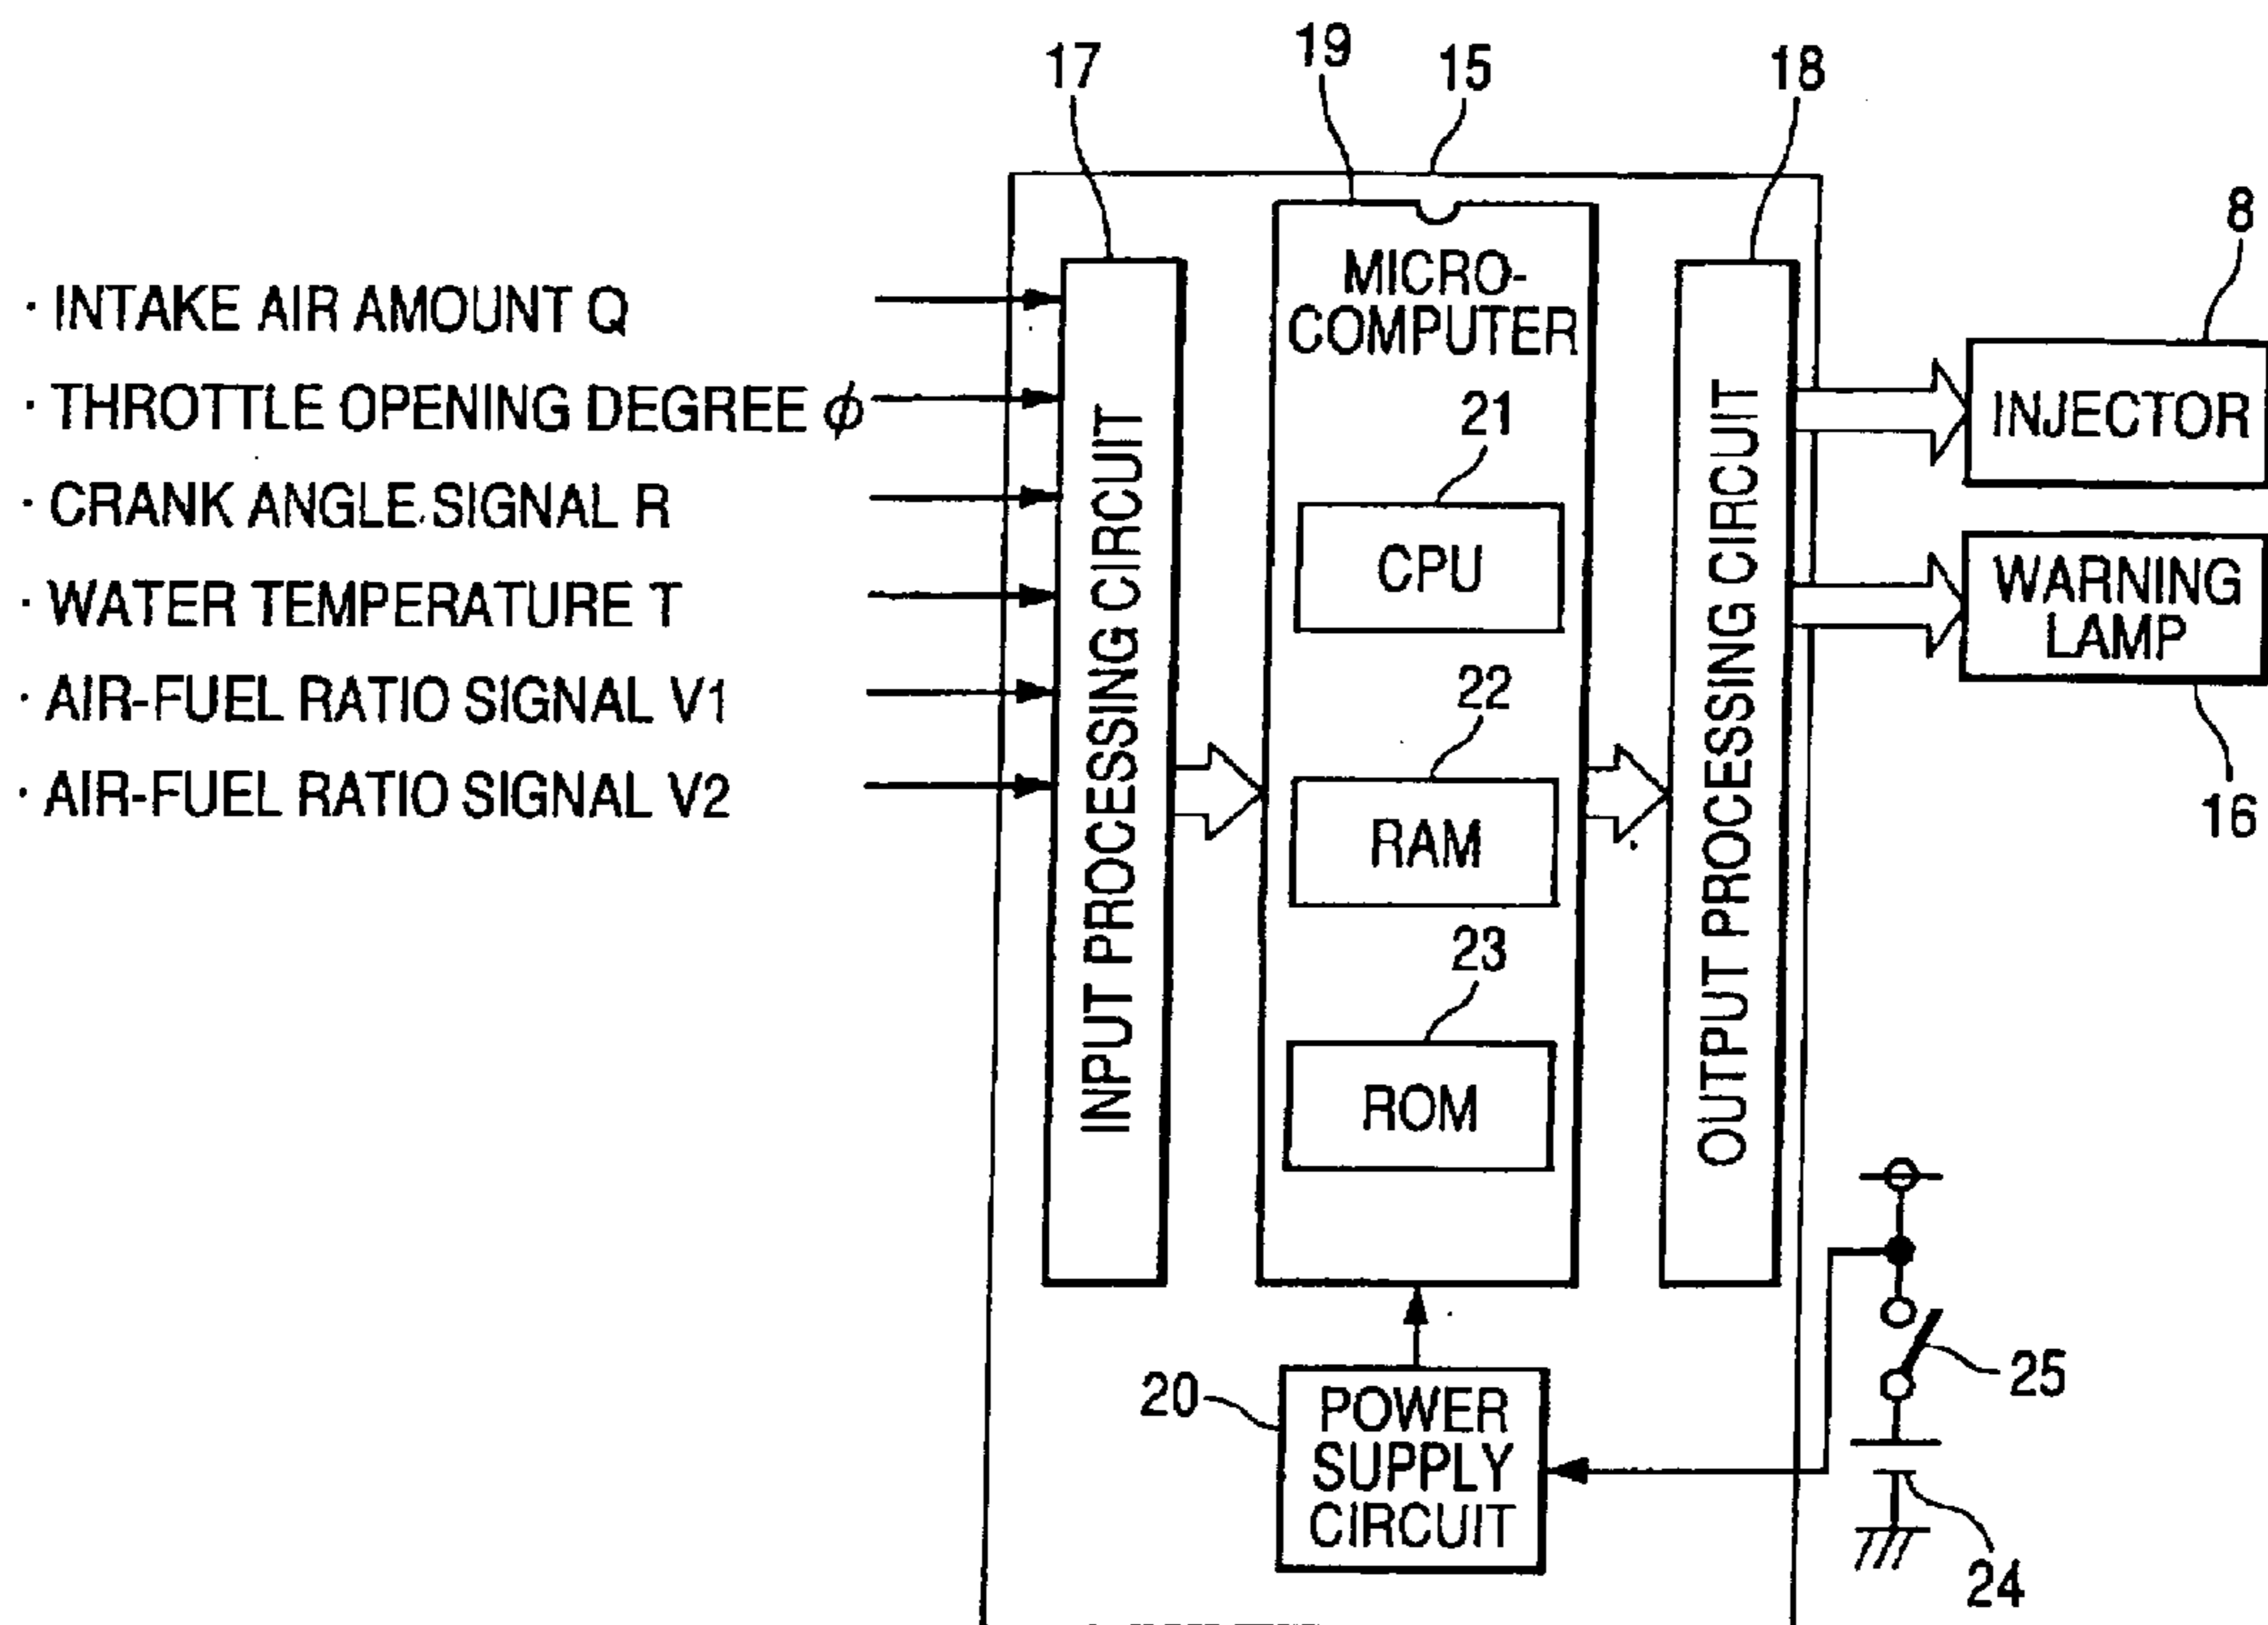 17
19
15
18
8
· INTAKE AIR AMOUNT Q
· THROTTLE OPENING DEGREE ϕ
· CRANK ANGLE SIGNAL R
· WATER TEMPERATURE T
· AIR-FUEL RATIO SIGNAL V1
· AIR-FUEL RATIO SIGNAL V2
INPUT PROCESSING CIRCUIT
MICRO-
COMPUTER
21
CPU
22
RAM
23
ROM
OUTPUT PROCESSING CIRCUIT
INJECTOR
WARNING
LAMP
16
20
POWER
SUPPLY
CIRCUIT
25
24